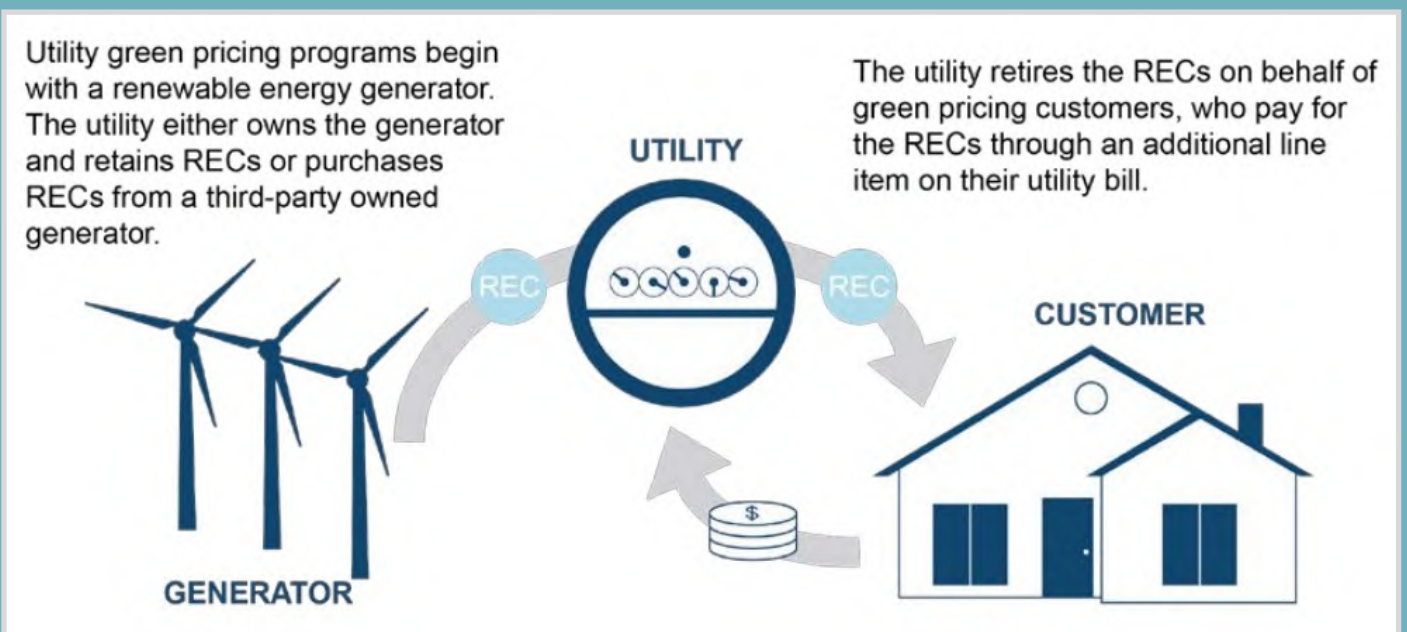 Utility green pricing programs begin
with a renewable energy generator.
The utility either owns the generator
and retains RECs or purchases
RECs from a third-party owned
generator.
The utility retires the RECs on behalf of
green pricing customers, who pay for
the RECs through an additional line
item on their utility bill.
UTILITY
REC
REC
CUSTOMER
$
GENERATOR